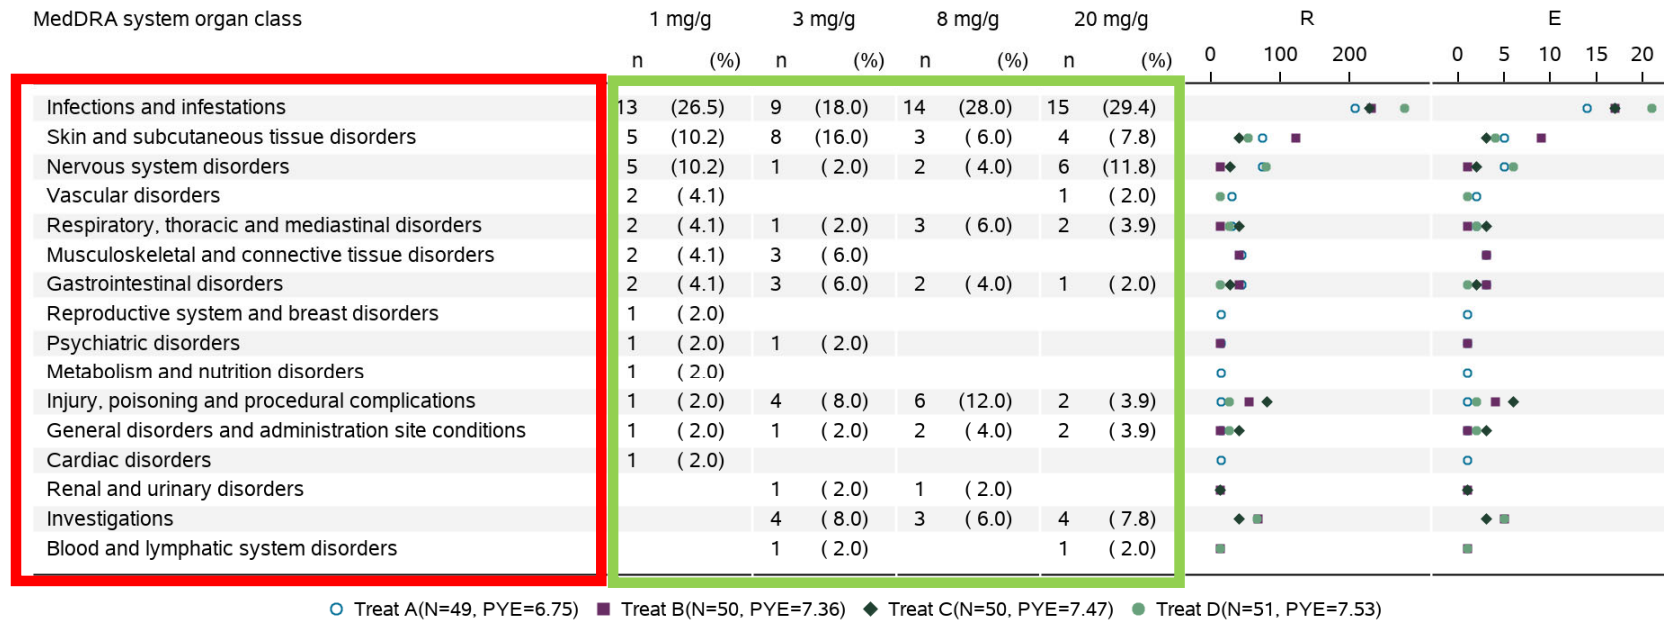 MedDRA system organ class 1 mg/g 3 mg/g 8 mg/g 20 mg/g R E
n (%) n (%) n (%) n (%) 0 100 200 0 5 10 15 20
Infections and infestations 13 (26.5) 9 (18.0) 14 (28.0) 15 (29.4)
Skin and subcutaneous tissue disorders 5 (10.2) 8 (16.0) 3 ( 6.0) 4 ( 7.8)
Nervous system disorders 5 (10.2) 1 ( 2.0) 2 ( 4.0) 6 (11.8)
Vascular disorders 2 ( 4.1) 1 ( 2.0)
Respiratory, thoracic and mediastinal disorders 2 ( 4.1) 1 ( 2.0) 3 ( 6.0) 2 ( 3.9)
Musculoskeletal and connective tissue disorders 2 ( 4.1) 3 ( 6.0)
Gastrointestinal disorders 2 ( 4.1) 3 ( 6.0) 2 ( 4.0) 1 ( 2.0)
Reproductive system and breast disorders 1 ( 2.0)
Psychiatric disorders 1 ( 2.0) 1 ( 2.0)
Metabolism and nutrition disorders 1 ( 2.0)
Injury, poisoning and procedural complications 1 ( 2.0) 4 ( 8.0) 6 (12.0) 2 ( 3.9)
General disorders and administration site conditions 1 ( 2.0) 1 ( 2.0) 2 ( 4.0) 2 ( 3.9)
Cardiac disorders 1 ( 2.0)
Renal and urinary disorders 1 ( 2.0) 1 ( 2.0)
Investigations 4 ( 8.0) 3 ( 6.0) 4 ( 7.8)
Blood and lymphatic system disorders 1 ( 2.0) 1 ( 2.0)
Treat A(N=49, PYE=6.75) Treat B(N=50, PYE=7.36) Treat C(N=50, PYE=7.47) Treat D(N=51, PYE=7.53)